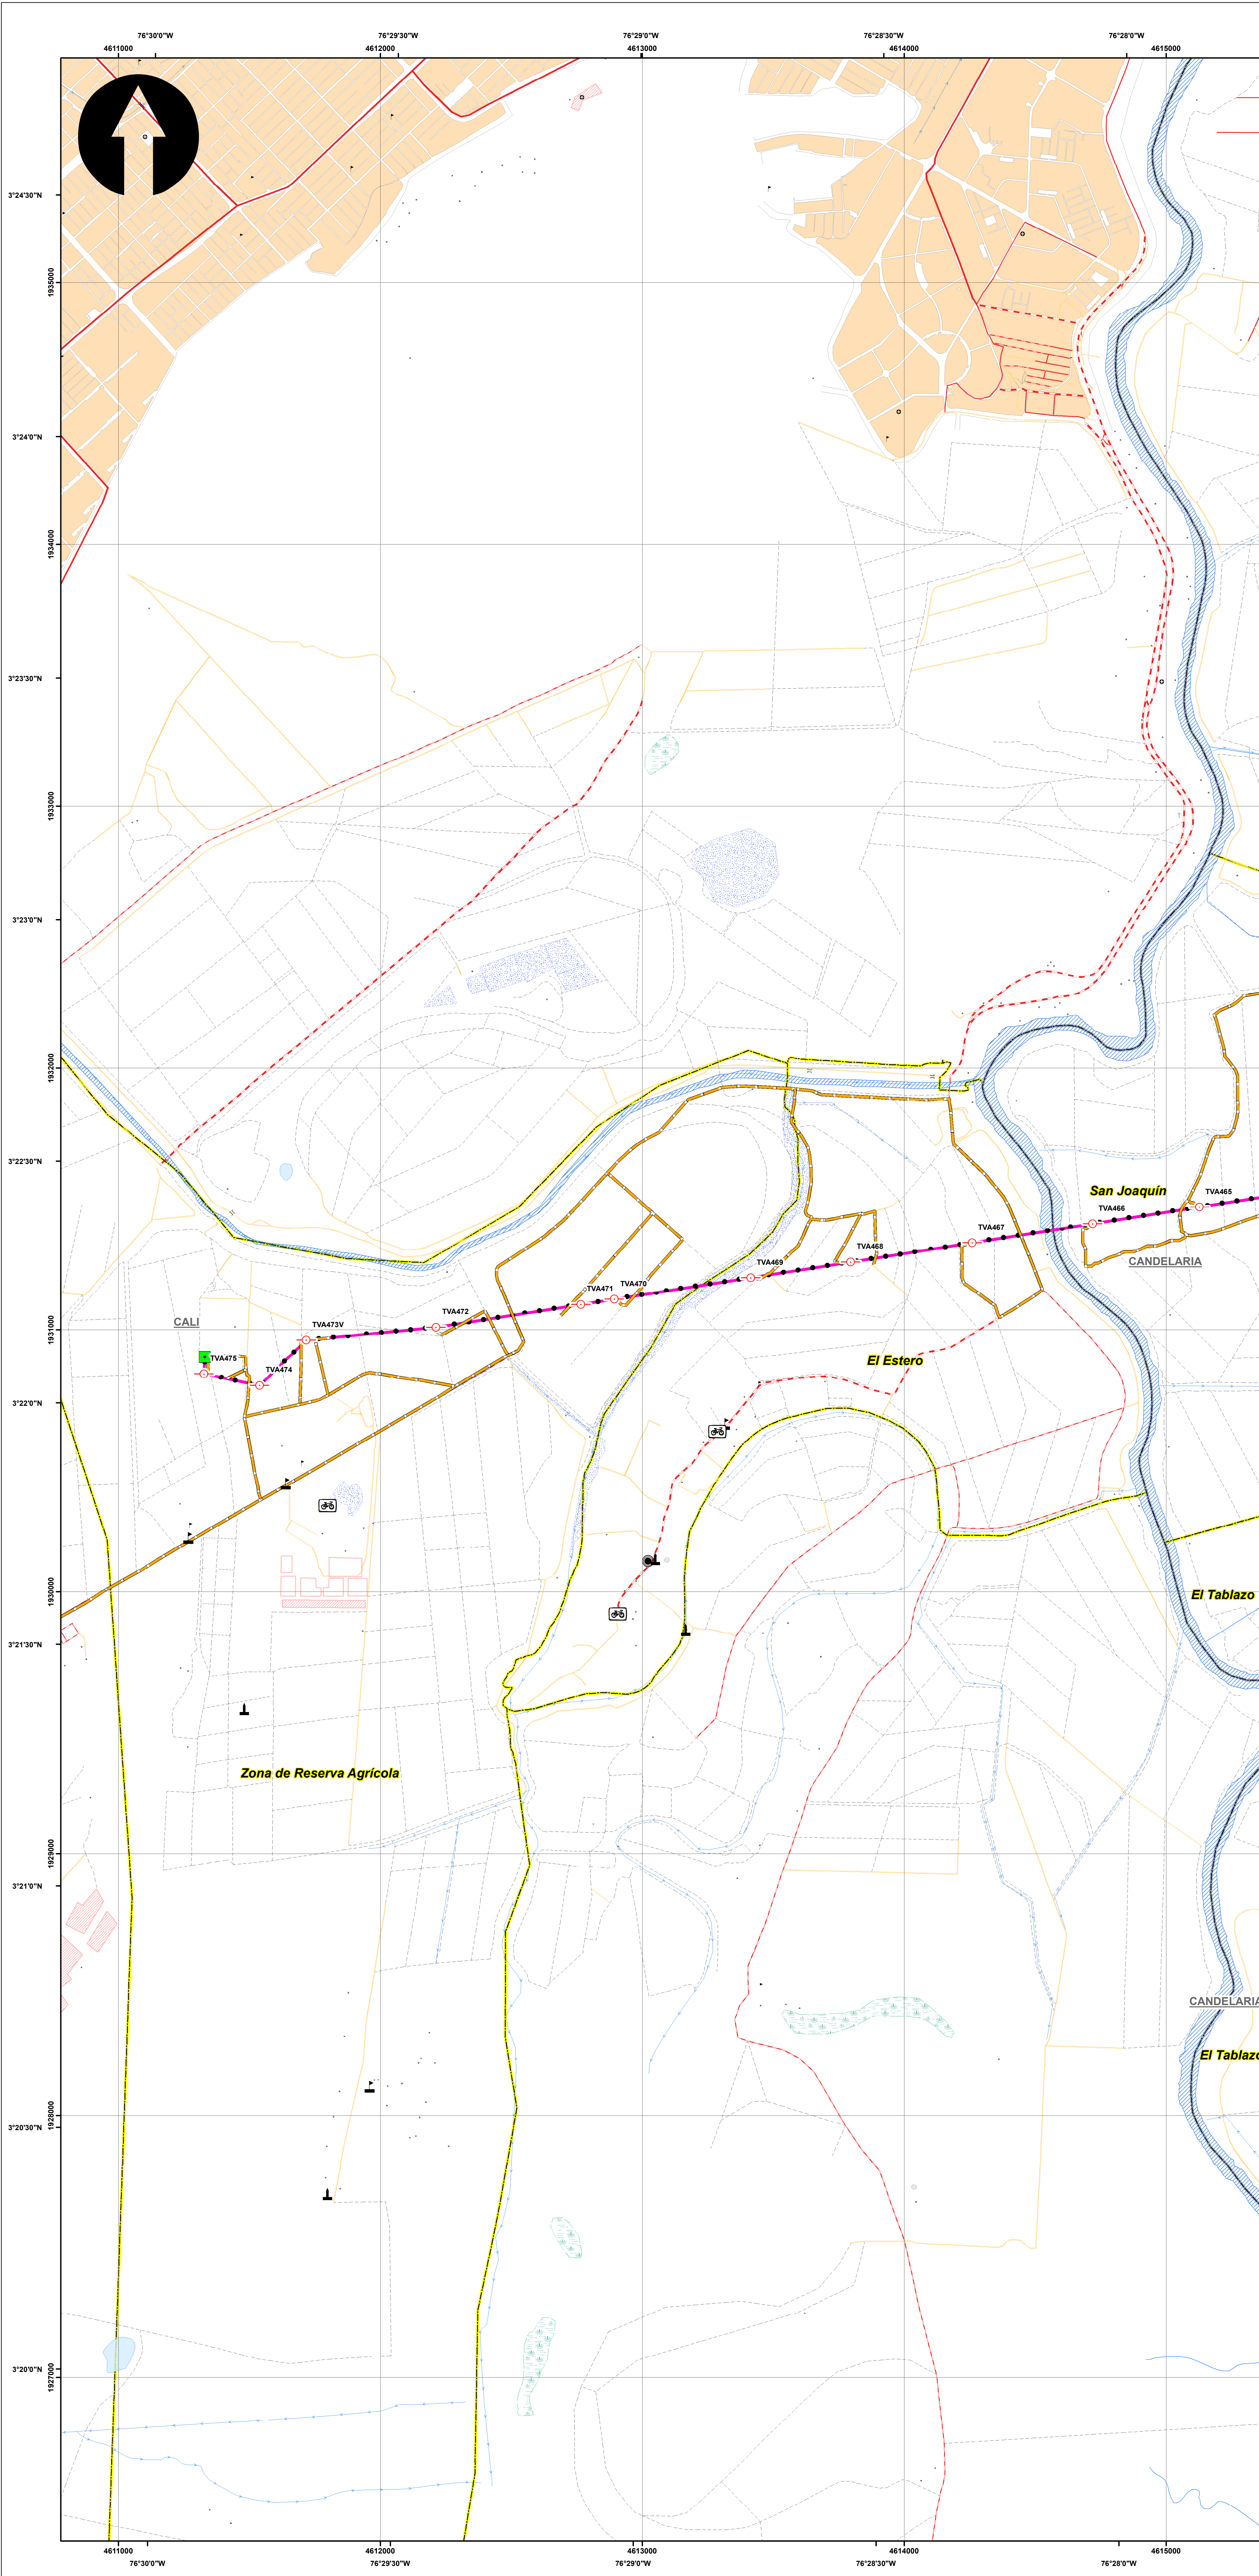 76°30'0"W 76°29'30"W 76°29'0"W 76°28'30"W 76°28'0"W
4611000 4612000 4613000 4614000 4615000
3°24'30"N
1935000
3°24'0"N
1934000
3°23'30"N
1933000
3°23'0"N
1932000
3°22'30"N
San Joaquín
TVA465
TVA466
TVA467
TVA468
CANDELARIA
TVA469
TVA470
TVA471
TVA472
TVA473V
CALI
1931000
TVA475
TVA474
El Estero
3°22'0"N
1930000
El Tablazo
3°21'30"N
Zona de Reserva Agrícola
1929000
3°21'0"N
CANDELARIA
El Tablazo
1928000
3°20'30"N
3°20'0"N
1927000
4611000 4612000 4613000 4614000 4615000
76°30'0"W 76°29'30"W 76°29'0"W 76°28'30"W 76°28'0"W